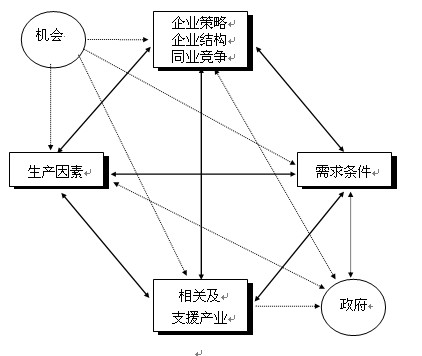 机会
企业策略
企业结构
同业竞争
生产因素
需求条件
相关及
支援产业
政府